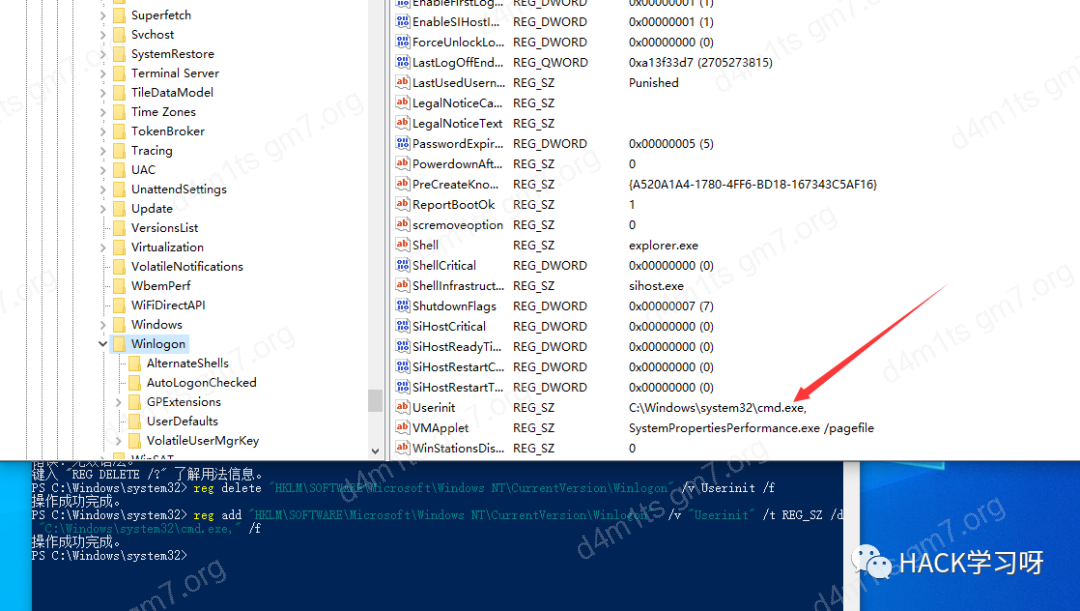 Superfetch
Svchost
SystemRestore
Terminal Server
TileDataModel
Time Zones
TokenBroker
Tracing
UAC
UnattendSettings
Update
VersionsList
Virtualization
VolatileNotifications
WbemPerf
WiFiDirectAPI
Windows
Winlogon
AlternateShells
AutoLogonChecked
GPExtensions
UserDefaults
VolatileUserMgrKey
WinSAT
EnableFirstLog... REG_DWORD 0x00000001 (1)
EnableSIHostI... REG_DWORD 0x00000001 (1)
ForceUnlockLo... REG_DWORD 0x00000000 (0)
LastLogOffEnd... REG_QWORD 0xa13f33d7 (2705273815)
LastUsedUsern... REG_SZ Punished
LegalNoticeCa... REG_SZ
LegalNoticeText REG_SZ
PasswordExpir... REG_DWORD 0x00000005 (5)
PowerdownAft... REG_SZ 0
PreCreateKno... REG_SZ {A520A1A4-1780-4FF6-BD18-167343C5AF16}
ReportBootOk REG_SZ 1
scremoveoption REG_SZ 0
Shell REG_SZ explorer.exe
ShellCritical REG_DWORD 0x00000000 (0)
ShellInfrastruct... REG_SZ sihost.exe
ShutdownFlags REG_DWORD 0x00000007 (7)
SiHostCritical REG_DWORD 0x00000000 (0)
SiHostReadyTi... REG_DWORD 0x00000000 (0)
SiHostRestartC... REG_DWORD 0x00000000 (0)
SiHostRestartT... REG_DWORD 0x00000000 (0)
Userinit REG_SZ C:\Windows\system32\cmd.exe,
VMApplet REG_SZ SystemPropertiesPerformance.exe /pagefile
WinStationsDis... REG_SZ 0
错误: 无效语法。
键入 "REG DELETE /?" 了解用法信息。
PS C:\Windows\system32> reg delete "HKLM\SOFTWARE\Microsoft\Windows NT\CurrentVersion\Winlogon" /v Userinit /f
操作成功完成。
PS C:\Windows\system32> reg add "HKLM\SOFTWARE\Microsoft\Windows NT\CurrentVersion\Winlogon" /v "Userinit" /t REG_SZ /d
"C:\Windows\system32\cmd.exe," /f
操作成功完成。
PS C:\Windows\system32>
HACK学习呀
d4m1ts gm7.org